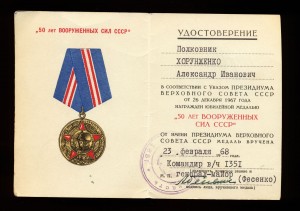 "50 лет ВООРУЖЕННЫХ СИЛ СССР"
УДОСТОВЕРЕНИЕ
Полковник
ХОРУНЖЕНКО
Александр Иванович
В СООТВЕТСТВИИ С УКАЗОМ ПРЕЗИДИУМА
ВЕРХОВНОГО СОВЕТА СССР
ОТ 26 ДЕКАБРЯ 1967 ГОДА
НАГРАЖДЕН ЮБИЛЕЙНОЙ МЕДАЛЬЮ
"50 ЛЕТ ВООРУЖЕННЫХ
СИЛ СССР"
ОТ ИМЕНИ ПРЕЗИДИУМА ВЕРХОВНОГО
СОВЕТА СССР МЕДАЛЬ ВРУЧЕНА
23 февраля 68
Командир в/ч 1351
генерал-майор
(Фесенко)